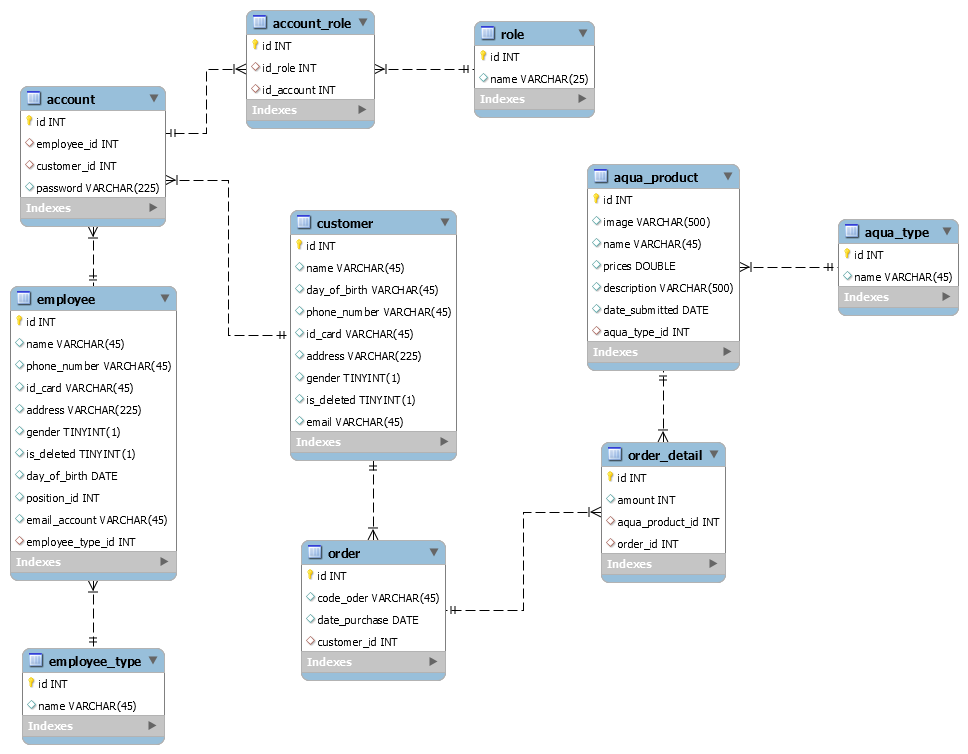 account_role
id INT
id_role INT
id_account INT
Indexes
role
id INT
name VARCHAR(25)
Indexes
account
id INT
employee_id INT
customer_id INT
password VARCHAR(225)
Indexes
aqua_product
id INT
image VARCHAR(500)
name VARCHAR(45)
prices DOUBLE
description VARCHAR(500)
date_submitted DATE
aqua_type_id INT
Indexes
aqua_type
id INT
name VARCHAR(45)
Indexes
customer
id INT
name VARCHAR(45)
day_of_birth VARCHAR(45)
phone_number VARCHAR(45)
id_card VARCHAR(45)
address VARCHAR(225)
gender TINYINT(1)
is_deleted TINYINT(1)
email VARCHAR(45)
Indexes
employee
id INT
name VARCHAR(45)
phone_number VARCHAR(45)
id_card VARCHAR(45)
address VARCHAR(225)
gender TINYINT(1)
is_deleted TINYINT(1)
day_of_birth DATE
position_id INT
email_account VARCHAR(45)
employee_type_id INT
Indexes
order_detail
id INT
amount INT
aqua_product_id INT
order_id INT
Indexes
order
id INT
code_oder VARCHAR(45)
date_purchase DATE
customer_id INT
Indexes
employee_type
id INT
name VARCHAR(45)
Indexes